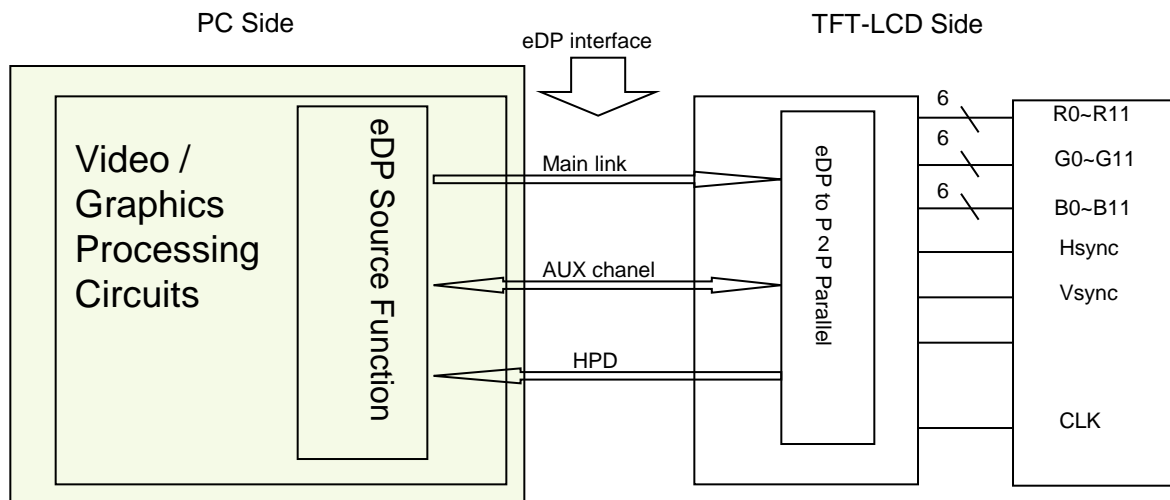 PC Side
TFT-LCD Side
eDP interface
Video /
Graphics
Processing
Circuits
eDP Source Function
Main link
AUX chanel
HPD
eDP to P2P Parallel
6
R0~R11
6
G0~G11
6
B0~B11
Hsync
Vsync
CLK